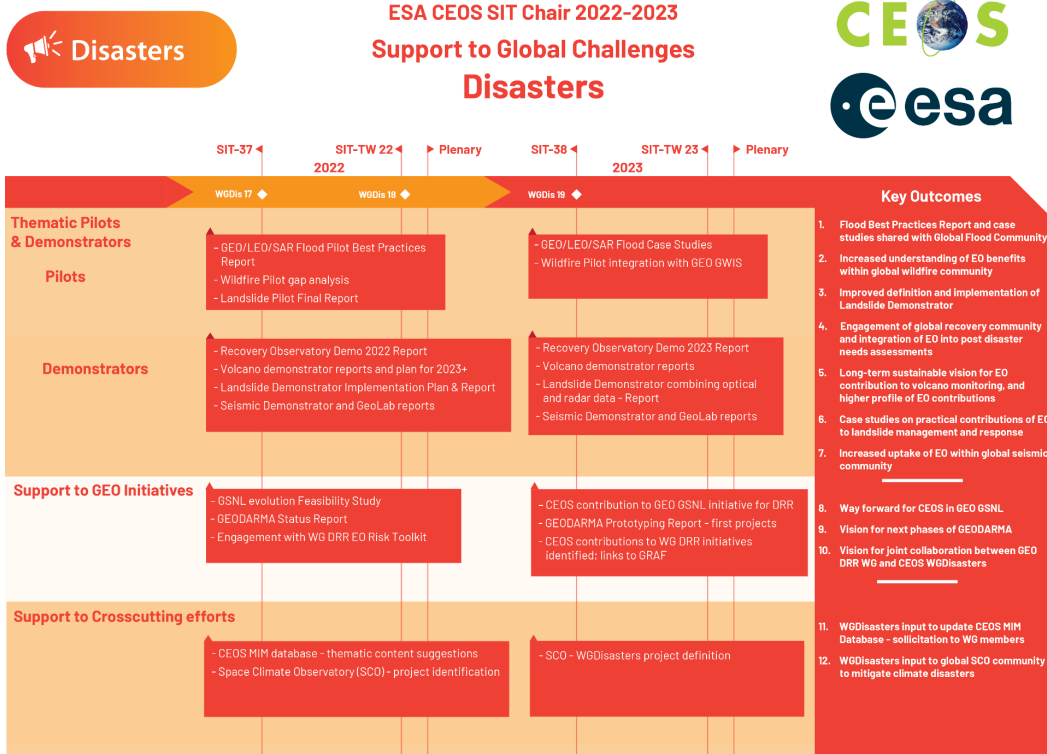 Disasters
ESA CEOS SIT Chair 2022-2023
Support to Global Challenges
Disasters
CEOS
esa
SIT-37
SIT-TW 22
Plenary
SIT-38
SIT-TW 23
Plenary
2022
2023
WGDis 17
WGDis 18
WGDis 19
Key Outcomes
Thematic Pilots
& Demonstrators
Pilots
- GEO/LEO/SAR Flood Pilot Best Practices
Report
- Wildfire Pilot gap analysis
- Landslide Pilot Final Report
- GEO/LEO/SAR Flood Case Studies
- Wildfire Pilot integration with GEO GWIS
Demonstrators
- Recovery Observatory Demo 2022 Report
- Volcano demonstrator reports and plan for 2023+
- Landslide Demonstrator Implementation Plan & Report
- Seismic Demonstrator and GeoLab reports
- Recovery Observatory Demo 2023 Report
- Volcano demonstrator reports
- Landslide Demonstrator combining optical
and radar data - Report
- Seismic Demonstrator and GeoLab reports
Support to GEO Initiatives
- GSNL evolution Feasibility Study
- GEODARMA Status Report
- Engagement with WG DRR EO Risk Toolkit
- CEOS contribution to GEO GSNL initiative for DRR
- GEODARMA Prototyping Report - first projects
- CEOS contributions to WG DRR initiatives
identified; links to GRAF
Support to Crosscutting efforts
- CEOS MIM database - thematic content suggestions
- Space Climate Observatory (SCO) - project identification
- SCO - WGDisasters project definition
1. Flood Best Practices Report and case
studies shared with Global Flood Community
2. Increased understanding of EO benefits
within global wildfire community
3. Improved definition and implementation of
Landslide Demonstrator
4. Engagement of global recovery community
and integration of EO into post disaster
needs assessments
5. Long-term sustainable vision for EO
contribution to volcano monitoring, and
higher profile of EO contributions
6. Case studies on practical contributions of EO
to landslide management and response
7. Increased uptake of EO within global seismic
community
8. Way forward for CEOS in GEO GSNL
9. Vision for next phases of GEODARMA
10. Vision for joint collaboration between GEO
DRR WG and CEOS WGDisasters
11. WGDisasters input to update CEOS MIM
Database - sollicitation to WG members
12. WGDisasters input to global SCO community
to mitigate climate disasters